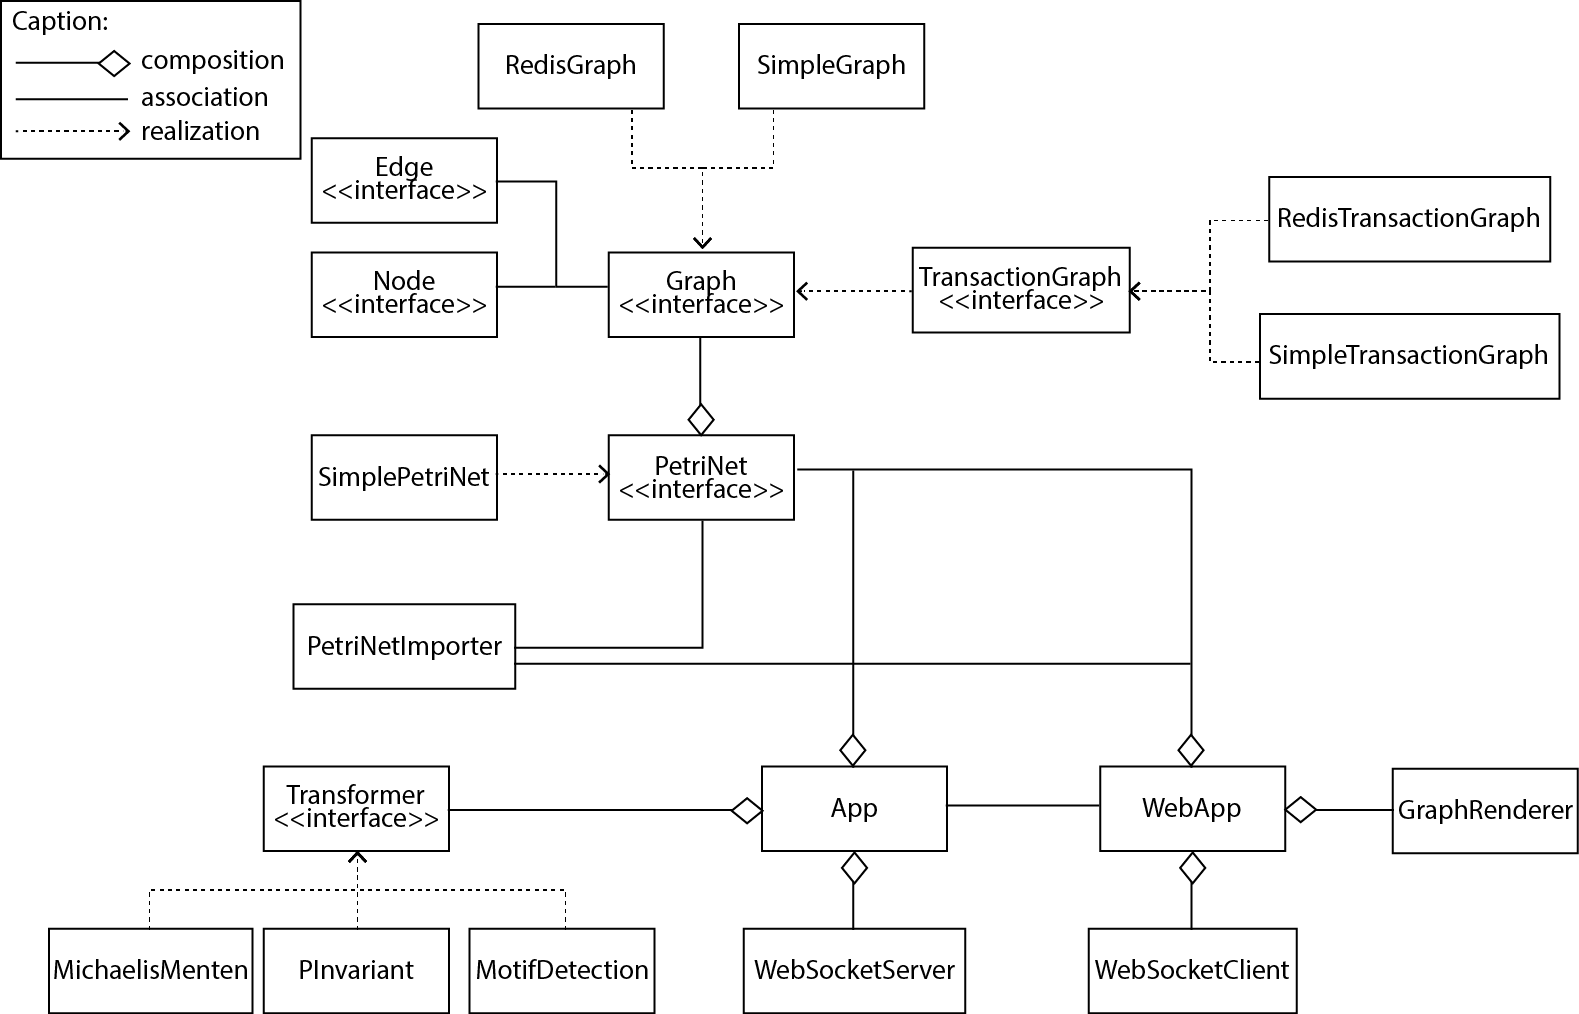 Caption:
composition
association
realization
RedisGraph
SimpleGraph
Edge
<<interface>>
Node
<<interface>>
Graph
<<interface>>
TransactionGraph
<<interface>>
RedisTransactionGraph
SimpleTransactionGraph
SimplePetriNet
PetriNet
<<interface>>
PetriNetImporter
Transformer
<<interface>>
App
WebApp
GraphRenderer
MichaelisMenten
PInvariant
MotifDetection
WebSocketServer
WebSocketClient